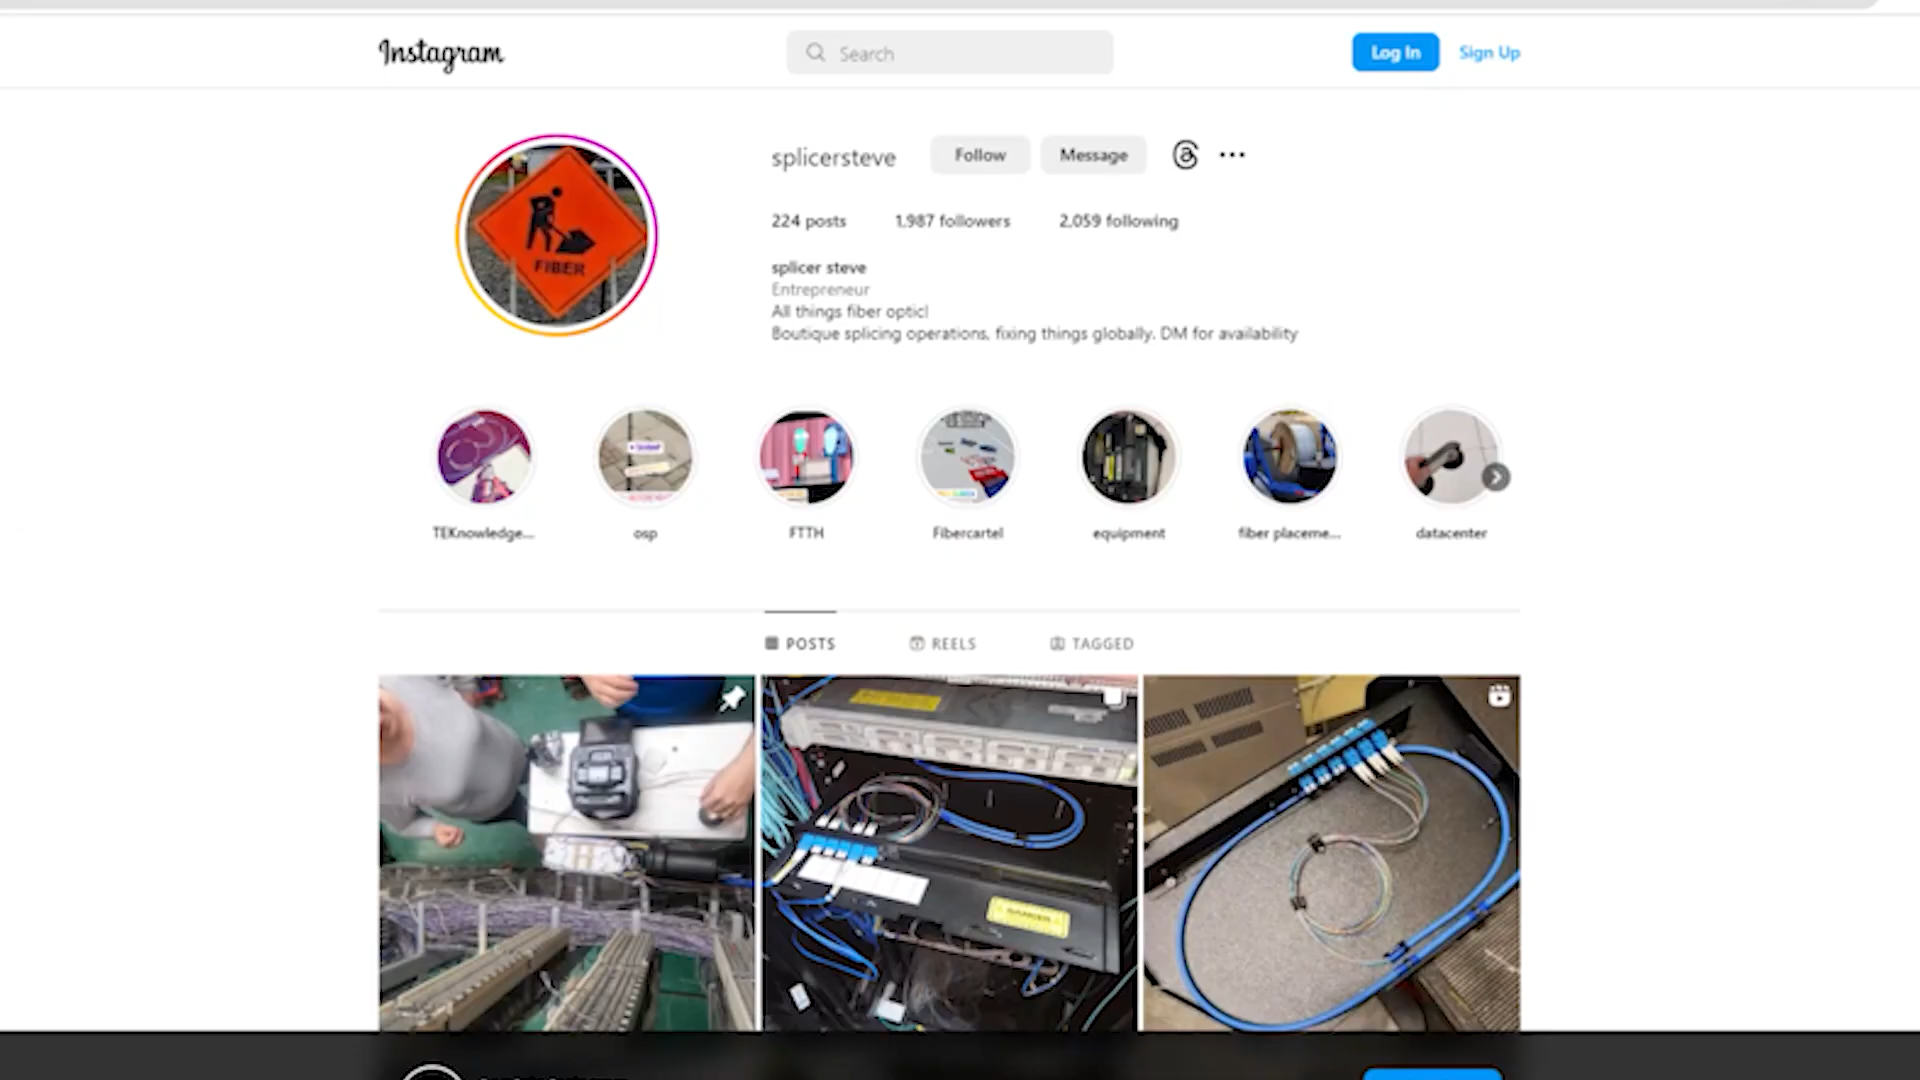 Instagram
Search
Log In
Sign Up
splicersteve
Follow
Message
224 posts
1,987 followers
2,059 following
splicer steve
Entrepreneur
All things fiber optic!
Boutique splicing operations, fixing things globally. DM for availability
FIBER
TEKnowledge...
osp
FTTH
Fibercartel
equipment
fiber placeme...
datacenter
POSTS
REELS
TAGGED